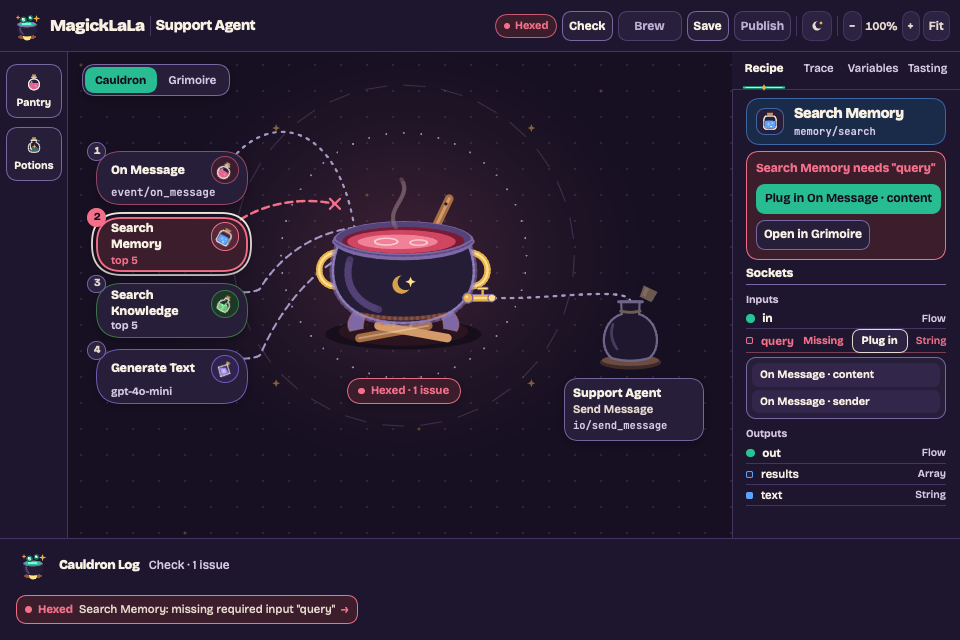 MagickLaLa
Support Agent
Hexed
Check
Brew
Save
Publish
−
100%
+
Fit
Pantry
Potions
Cauldron
Grimoire
1
On Message
event/on_message
2
Search
Memory
top 5
3
Search
Knowledge
top 5
4
Generate Text
gpt-4o-mini
Hexed · 1 issue
Support Agent
Send Message
io/send_message
Recipe
Trace
Variables
Tasting
Search Memory
memory/search
Search Memory needs "query"
Plug in On Message · content
Open in Grimoire
Sockets
Inputs
in Flow
query Missing Plug in String
On Message · content
On Message · sender
Outputs
out Flow
results Array
text String
Cauldron Log Check · 1 issue
Hexed Search Memory: missing required input "query" →